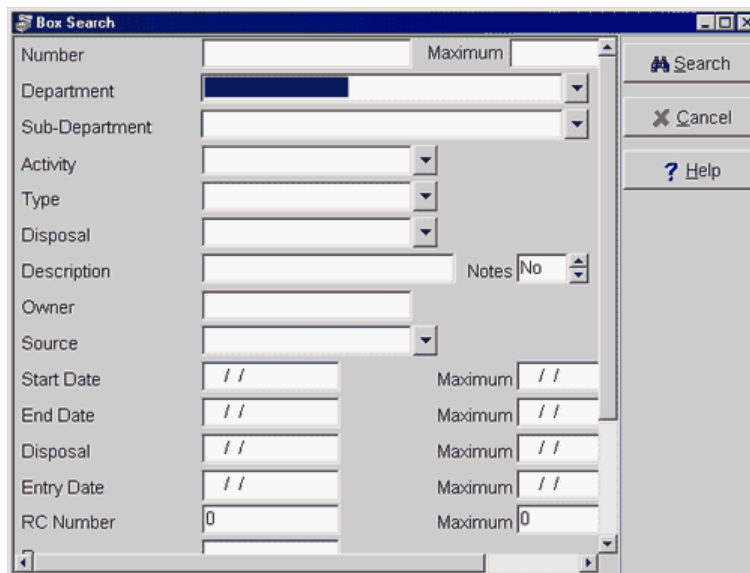 Box Search
Number Maximum
Search
Department
Sub-Department
Cancel
Activity
Type
? Help
Disposal
Description Notes No
Owner
Source
Start Date / / Maximum / /
End Date / / Maximum / /
Disposal / / Maximum / /
Entry Date / / Maximum / /
RC Number 0 Maximum 0